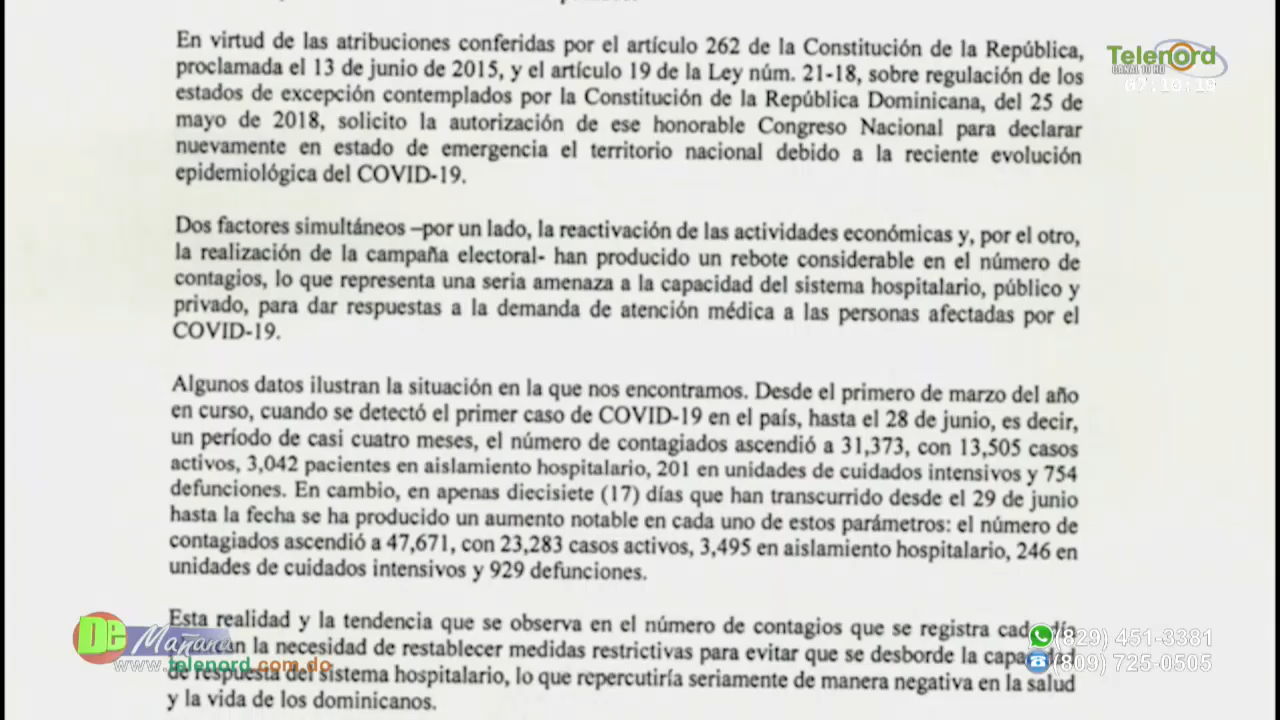 En virtud de las atribuciones conferidas por el artículo 262 de la Constitución de la República,
proclamada el 13 de junio de 2015, y el artículo 19 de la Ley núm. 21-18, sobre regulación de los
estados de excepción contemplados por la Constitución de la República Dominicana, del 25 de
mayo de 2018, solicito la autorización de ese honorable Congreso Nacional para declarar
nuevamente en estado de emergencia el territorio nacional debido a la reciente evolución
epidemiológica del COVID-19.
Dos factores simultáneos –por un lado, la reactivación de las actividades económicas y, por el otro,
la realización de la campaña electoral- han producido un rebote considerable en el número de
contagios, lo que representa una seria amenaza a la capacidad del sistema hospitalario, público y
privado, para dar respuestas a la demanda de atención médica a las personas afectadas por el
COVID-19.
Algunos datos ilustran la situación en la que nos encontramos. Desde el primero de marzo del año
en curso, cuando se detectó el primer caso de COVID-19 en el país, hasta el 28 de junio, es decir,
un período de casi cuatro meses, el número de contagiados ascendió a 31,373, con 13,505 casos
activos, 3,042 pacientes en aislamiento hospitalario, 201 en unidades de cuidados intensivos y 754
defunciones. En cambio, en apenas diecisiete (17) días que han transcurrido desde el 29 de junio
hasta la fecha se ha producido un aumento notable en cada uno de estos parámetros: el número de
contagiados ascendió a 47,671, con 23,283 casos activos, 3,495 en aislamiento hospitalario, 246 en
unidades de cuidados intensivos y 929 defunciones.
Esta realidad y la tendencia que se observa en el número de contagios que se registra cada día
la necesidad de restablecer medidas restrictivas para evitar que se desborde la capacidad
de respuesta del sistema hospitalario, lo que repercutiría seriamente de manera negativa en la salud
y la vida de los dominicanos.
Telenord
CANAL 10 HD
07:10:19
De Mañana
www.telenord.com.do
(829) 451-3381
(809) 725-0505